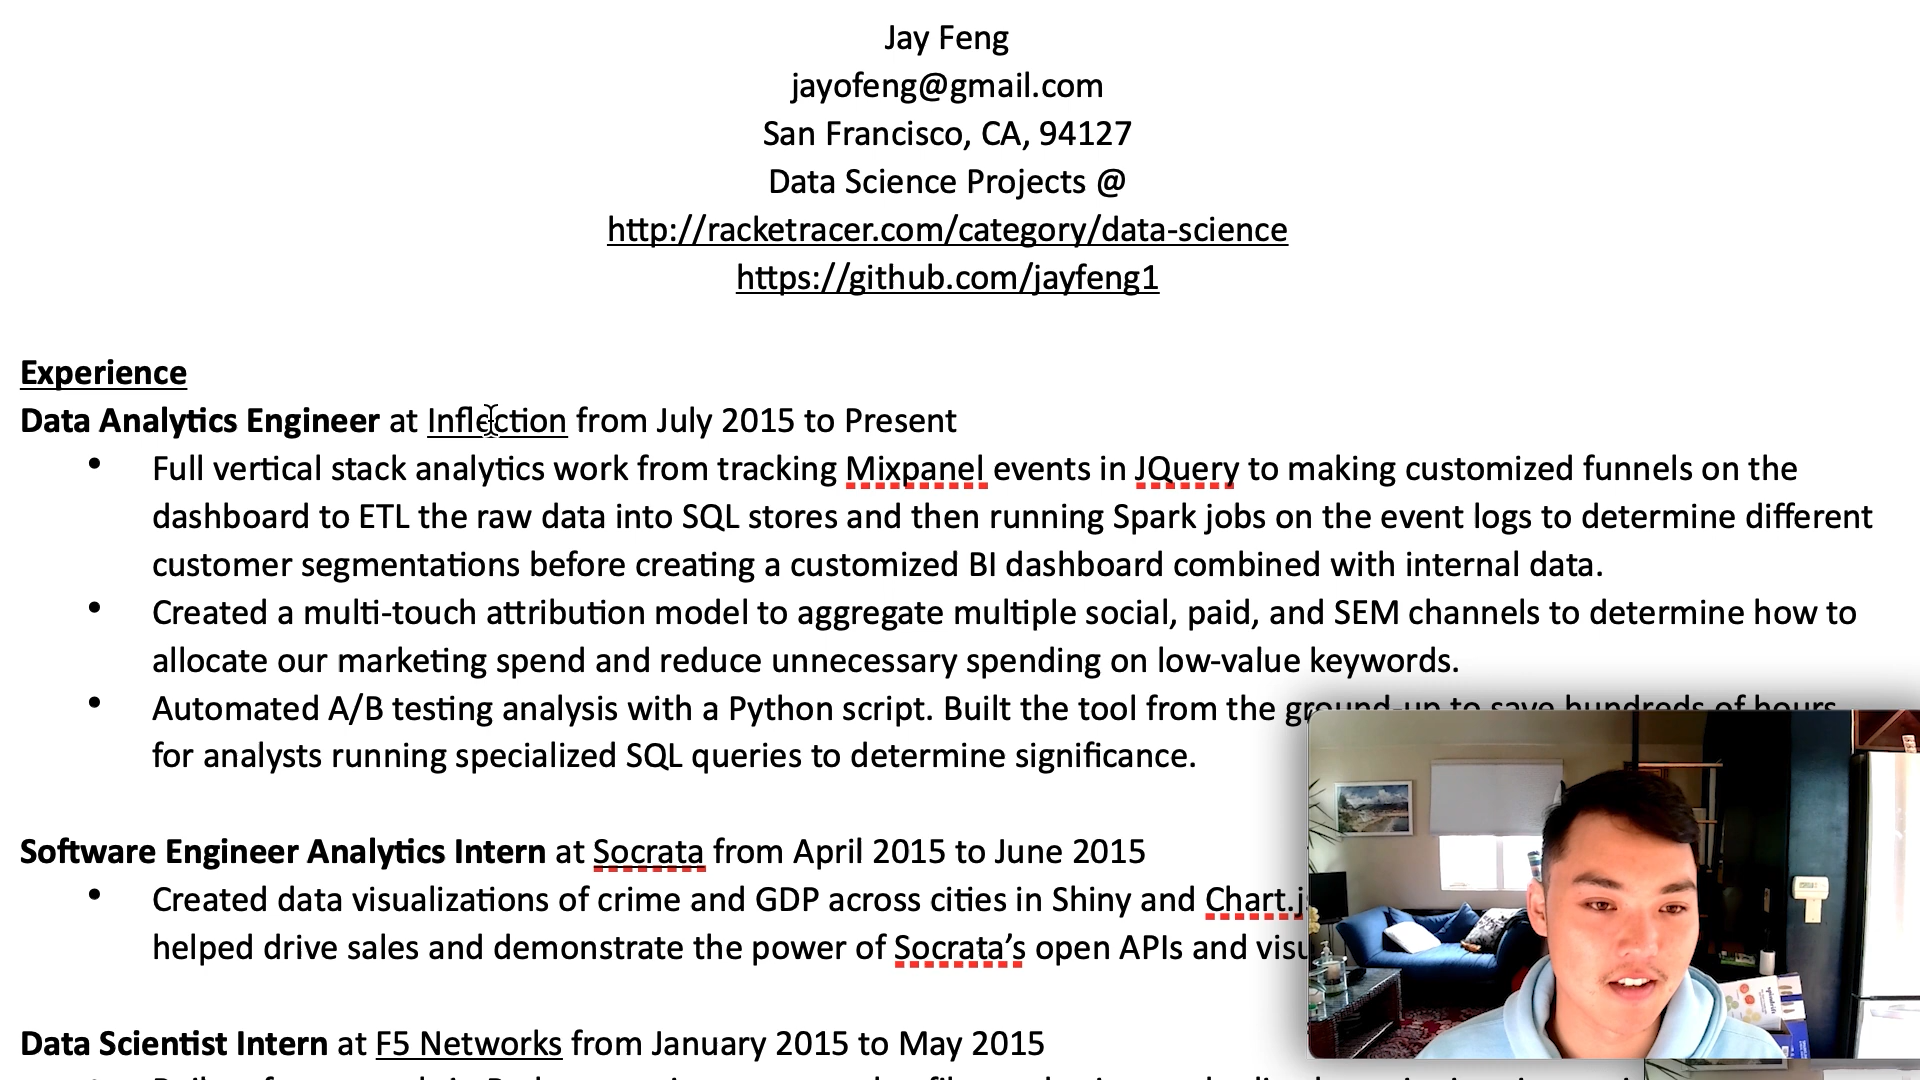 Jay Feng
jayofeng@gmail.com
San Francisco, CA, 94127
Data Science Projects @
http://racketracer.com/category/data-science
https://github.com/jayfeng1
Experience
Data Analytics Engineer at Inflection from July 2015 to Present
• Full vertical stack analytics work from tracking Mixpanel events in JQuery to making customized funnels on the
dashboard to ETL the raw data into SQL stores and then running Spark jobs on the event logs to determine different
customer segmentations before creating a customized BI dashboard combined with internal data.
• Created a multi-touch attribution model to aggregate multiple social, paid, and SEM channels to determine how to
allocate our marketing spend and reduce unnecessary spending on low-value keywords.
• Automated A/B testing analysis with a Python script. Built the tool from the ground-up to save hundreds of hours
for analysts running specialized SQL queries to determine significance.
Software Engineer Analytics Intern at Socrata from April 2015 to June 2015
• Created data visualizations of crime and GDP across cities in Shiny and Chart.j
helped drive sales and demonstrate the power of Socrata's open APIs and visu
Data Scientist Intern at F5 Networks from January 2015 to May 2015